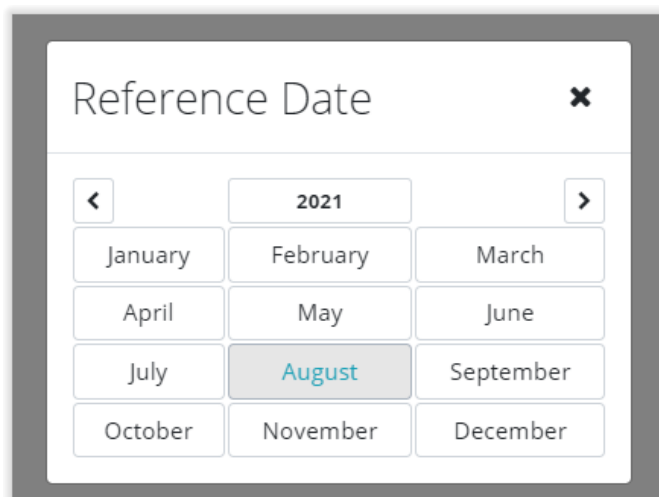 Reference Date
2021
January February March
April May June
July August September
October November December